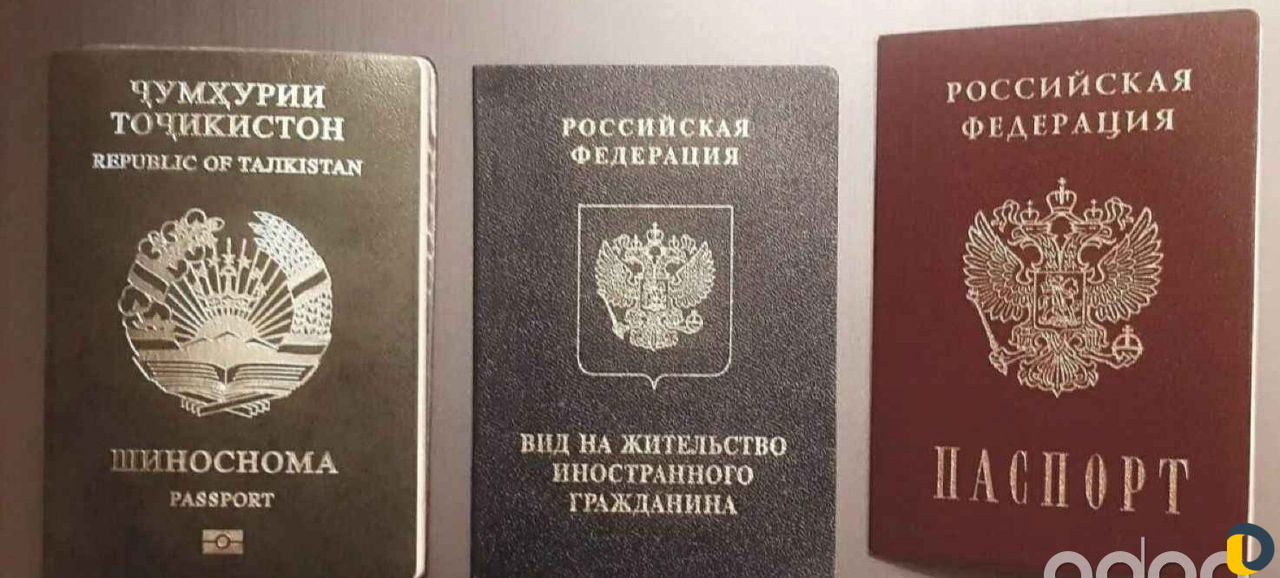 ҶУМҲУРИИ
ТОҶИКИСТОН
REPUBLIC OF TAJIKISTAN
ШИНОСНОМА
PASSPORT
РОССИЙСКАЯ
ФЕДЕРАЦИЯ
ВИД НА ЖИТЕЛЬСТВО
ИНОСТРАННОГО
ГРАЖДАНИНА
РОССИЙСКАЯ
ФЕДЕРАЦИЯ
ПАСПОРТ